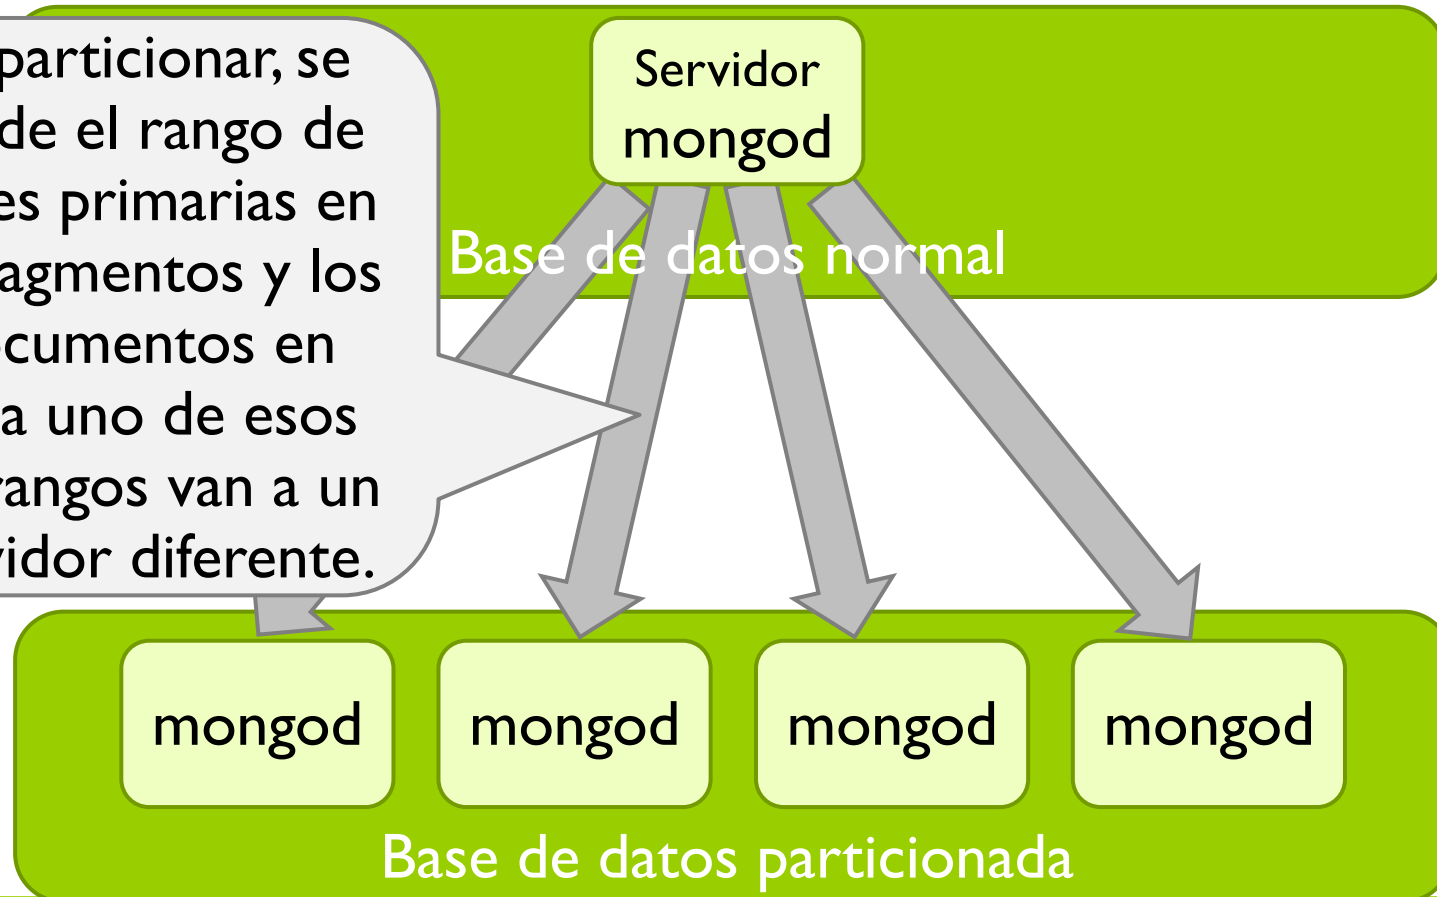 particionar, se
de el rango de
es primarias en
agmentos y los
cumentos en
a uno de esos
rangos van a un
vidor diferente.
Servidor
mongod
Base de datos normal
mongod
mongod
mongod
mongod
Base de datos particionada